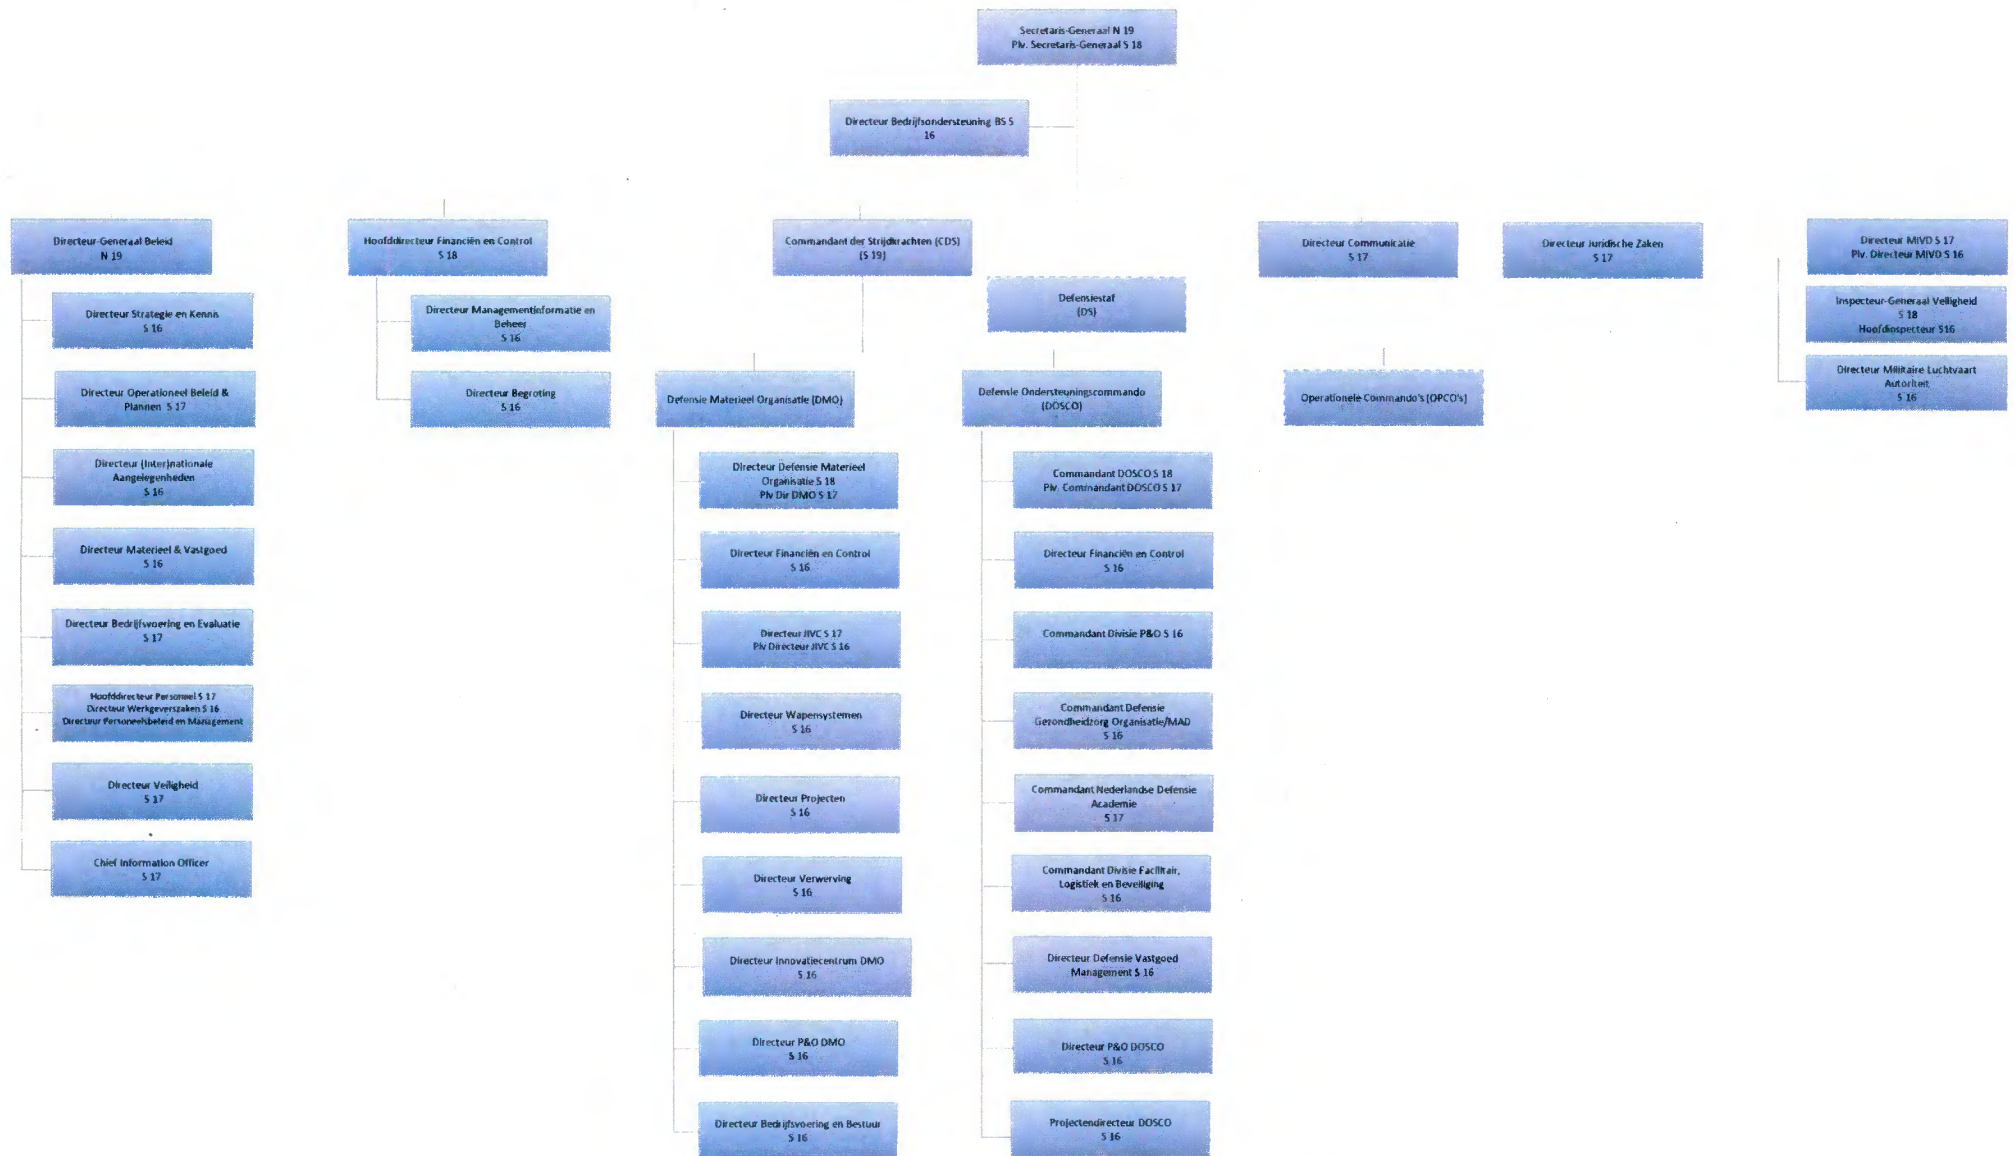 Secretaris-Generaal N 19
Plv. Secretaris-Generaal S 18
Directeur Bedrijfsondersteuning BS S
16
Directeur-Generaal Beleid
N 19
Hoofddirecteur Financiën en Control
S 18
Commandant der Strijdkrachten (CDS)
(S 19)
Directeur Communicatie
S 17
Directeur Juridische Zaken
S 17
Directeur MIVD S 17
Plv. Directeur MIVD S 16
Defensiestaf
(DS)
Inspecteur-Generaal Veiligheid
S 18
Hoofdinspecteur S16
Directeur Militaire Luchtvaart
Autoriteit
S 16
Directeur Strategie en Kennis
S 16
Directeur Operationeel Beleid &
Plannen S 17
Directeur (Inter)nationale
Aangelegenheden
S 16
Directeur Materieel & Vastgoed
S 16
Directeur Bedrijfsvoering en Evaluatie
S 17
Hoofddirecteur Personeel S 17
Directeur Werkgeverszaken S 16
Directeur Personeelsbeleid en Management
Directeur Veiligheid
S 17
Chief Information Officer
S 17
Directeur Managementinformatie en
Beheer
S 16
Directeur Begroting
S 16
Defensie Materieel Organisatie (DMO)
Directeur Defensie Materieel
Organisatie S 18
Plv Dir DMO S 17
Directeur Financiën en Control
S 16
Directeur JIVC S 17
Plv Directeur JIVC S 16
Directeur Wapensystemen
S 16
Directeur Projecten
S 16
Directeur Verwerving
S 16
Directeur Innovatiecentrum DMO
S 16
Directeur P&O DMO
S 16
Directeur Bedrijfsvoering en Bestuur
S 16
Defensie Ondersteuningscommando
(DOSCO)
Commandant DOSCO S 18
Plv. Commandant DOSCO S 17
Directeur Financiën en Control
S 16
Commandant Divisie P&O S 16
Commandant Defensie
Gezondheidzorg Organisatie/MAD
S 16
Commandant Nederlandse Defensie
Academie
S 17
Commandant Divisie Facilitair,
Logistiek en Beveiliging
S 16
Directeur Defensie Vastgoed
Management S 16
Directeur P&O DOSCO
S 16
Projectendirecteur DOSCO
S 16
Operationele Commando's (OPCO's)